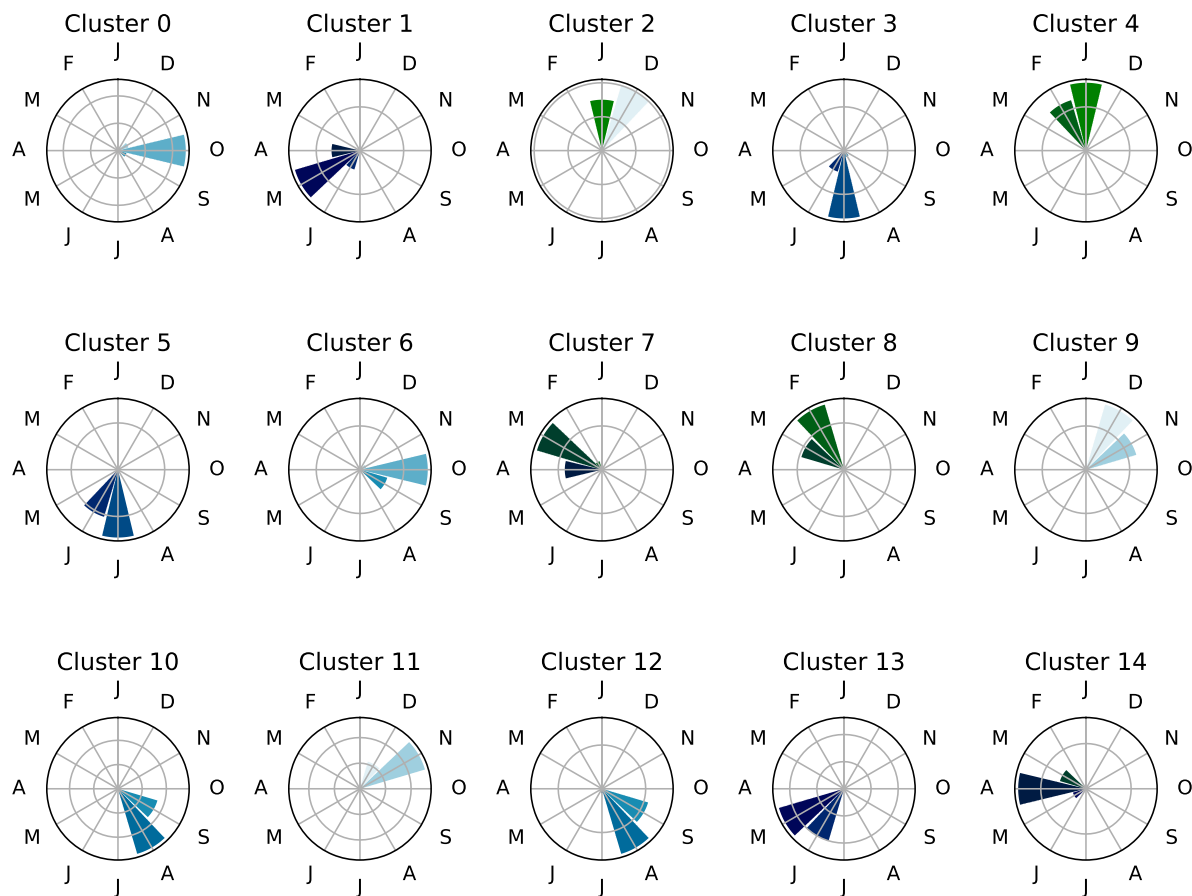 Cluster 0 Cluster 1 Cluster 2 Cluster 3 Cluster 4
J J J J J
F D F D F D F D F D
M N M N M N M N M N
A O A O A O A O A O
M S M S M S M S M S
J A J A J A J A J A
J J J J J
Cluster 5 Cluster 6 Cluster 7 Cluster 8 Cluster 9
J J J J J
F D F D F D F D F D
M N M N M N M N M N
A O A O A O A O A O
M S M S M S M S M S
J A J A J A J A J A
J J J J J
Cluster 10 Cluster 11 Cluster 12 Cluster 13 Cluster 14
J J J J J
F D F D F D F D F D
M N M N M N M N M N
A O A O A O A O A O
M S M S M S M S M S
J A J A J A J A J A
J J J J J